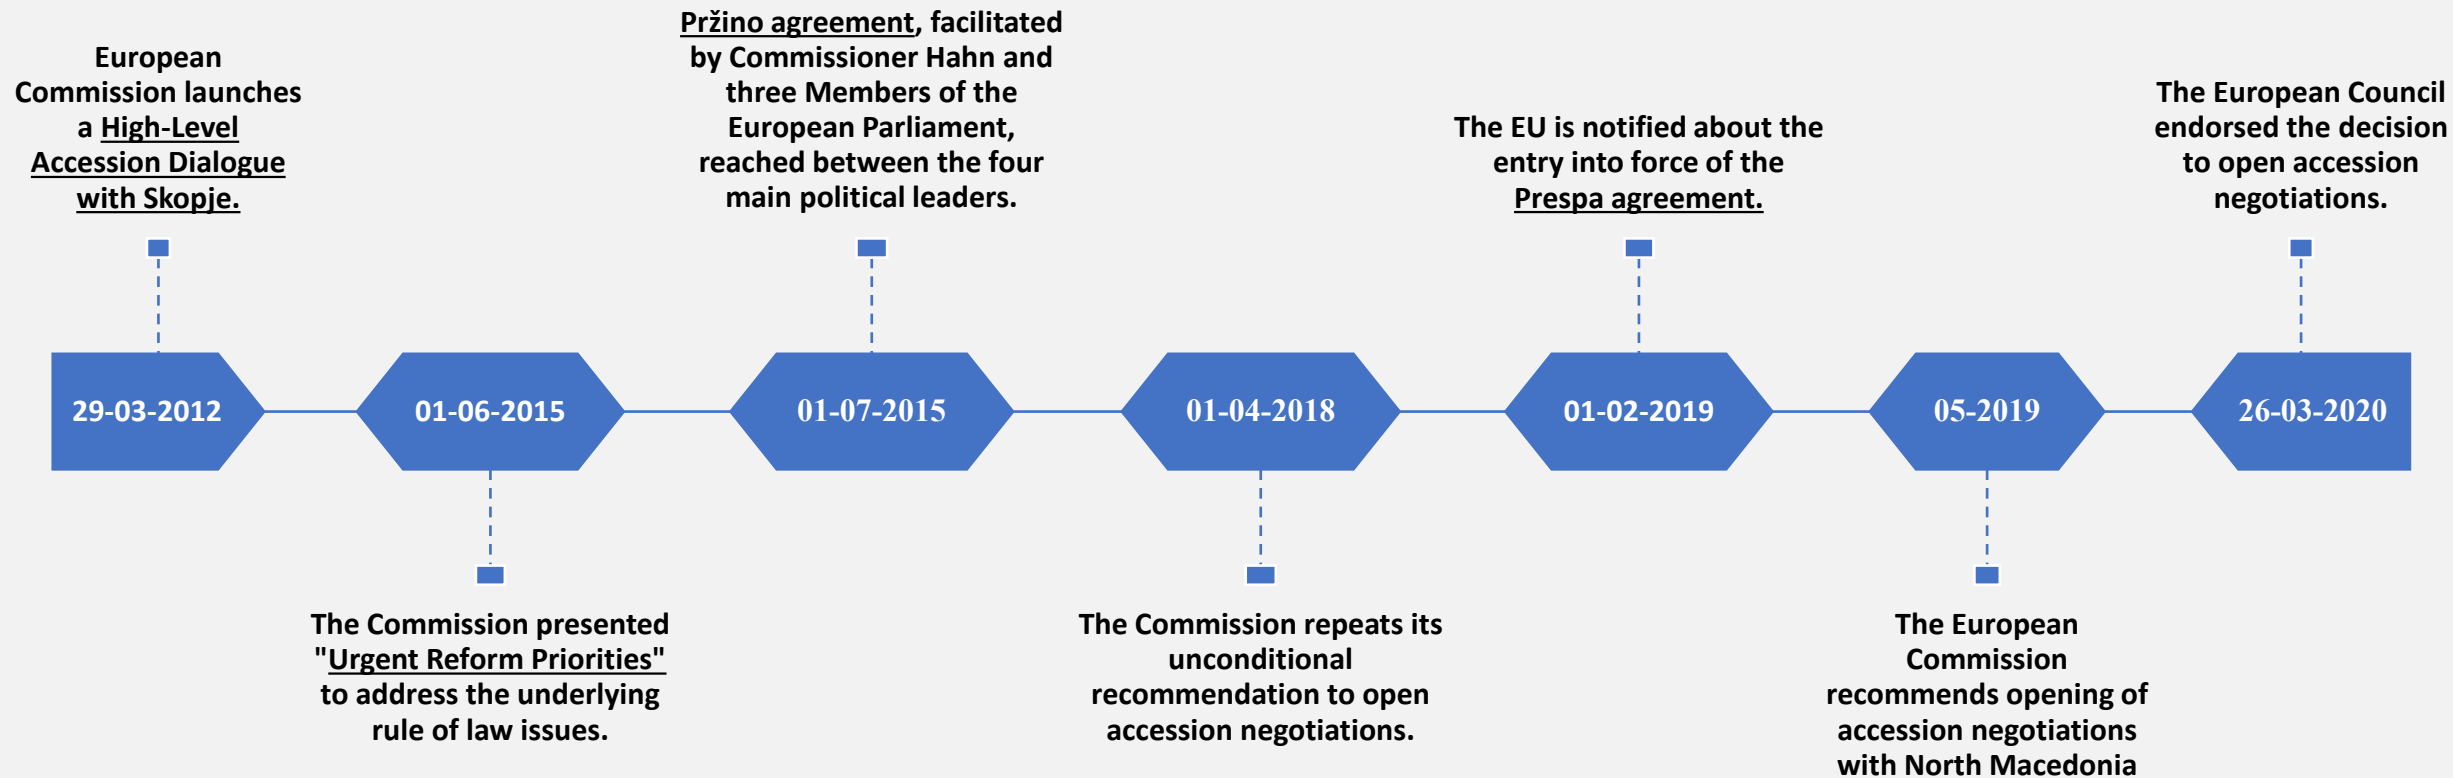 European
Commission launches
a High-Level
Accession Dialogue
with Skopje.
29-03-2012
01-06-2015
The Commission presented
"Urgent Reform Priorities"
to address the underlying
rule of law issues.
Pržino agreement, facilitated
by Commissioner Hahn and
three Members of the
European Parliament,
reached between the four
main political leaders.
01-07-2015
01-04-2018
The Commission repeats its
unconditional
recommendation to open
accession negotiations.
The EU is notified about the
entry into force of the
Prespa agreement.
01-02-2019
05-2019
The European
Commission
recommends opening of
accession negotiations
with North Macedonia
The European Council
endorsed the decision
to open accession
negotiations.
26-03-2020